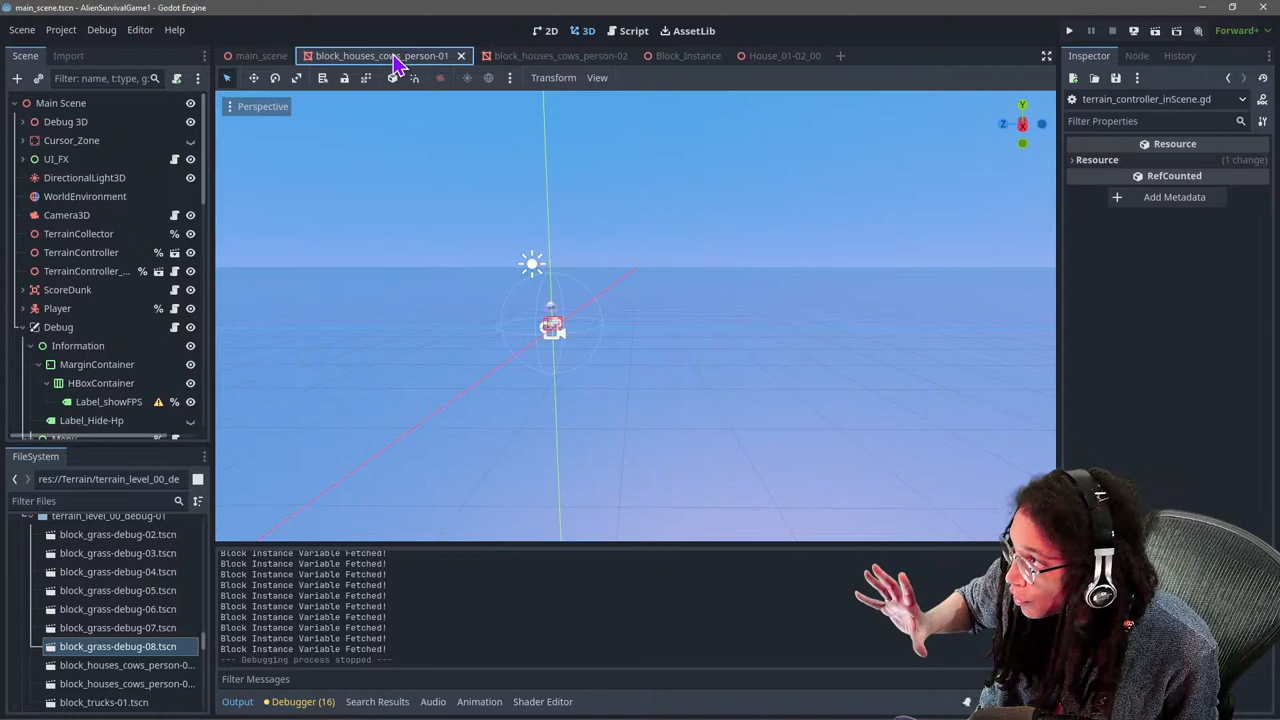 main_scene.tscn - AlienSurvivalGame1 - Godot Engine
Scene Project Debug Editor Help
2D 3D Script AssetLib
Forward+
Scene Import
main_scene block_houses_cows_person-01 block_houses_cows_person-02 Block_Instance House_01-02_00
Inspector Node History
Filter: name, t:type, g:
Transform View
terrain_controller_inScene.gd
Filter Properties
Perspective
Y
Z X
Resource
Resource (1 change)
RefCounted
Add Metadata
Main Scene
Debug 3D
Cursor_Zone
UI_FX
DirectionalLight3D
WorldEnvironment
Camera3D
TerrainCollector
TerrainController
TerrainController_...
ScoreDunk
Player
Debug
Information
MarginContainer
HBoxContainer
Label_showFPS
Label_Hide-Hp
FileSystem
res://Terrain/terrain_level_00_de
Filter Files
terrain_level_00_debug-01
block_grass-debug-02.tscn
block_grass-debug-03.tscn
block_grass-debug-04.tscn
block_grass-debug-05.tscn
block_grass-debug-06.tscn
block_grass-debug-07.tscn
block_grass-debug-08.tscn
block_houses_cows_person-0...
block_houses_cows_person-0...
block_trucks-01.tscn
Block Instance Variable Fetched!
Block Instance Variable Fetched!
Block Instance Variable Fetched!
Block Instance Variable Fetched!
Block Instance Variable Fetched!
Block Instance Variable Fetched!
Block Instance Variable Fetched!
Block Instance Variable Fetched!
Block Instance Variable Fetched!
Block Instance Variable Fetched!
--- Debugging process stopped ---
Filter Messages
Output Debugger (16) Search Results Audio Animation Shader Editor